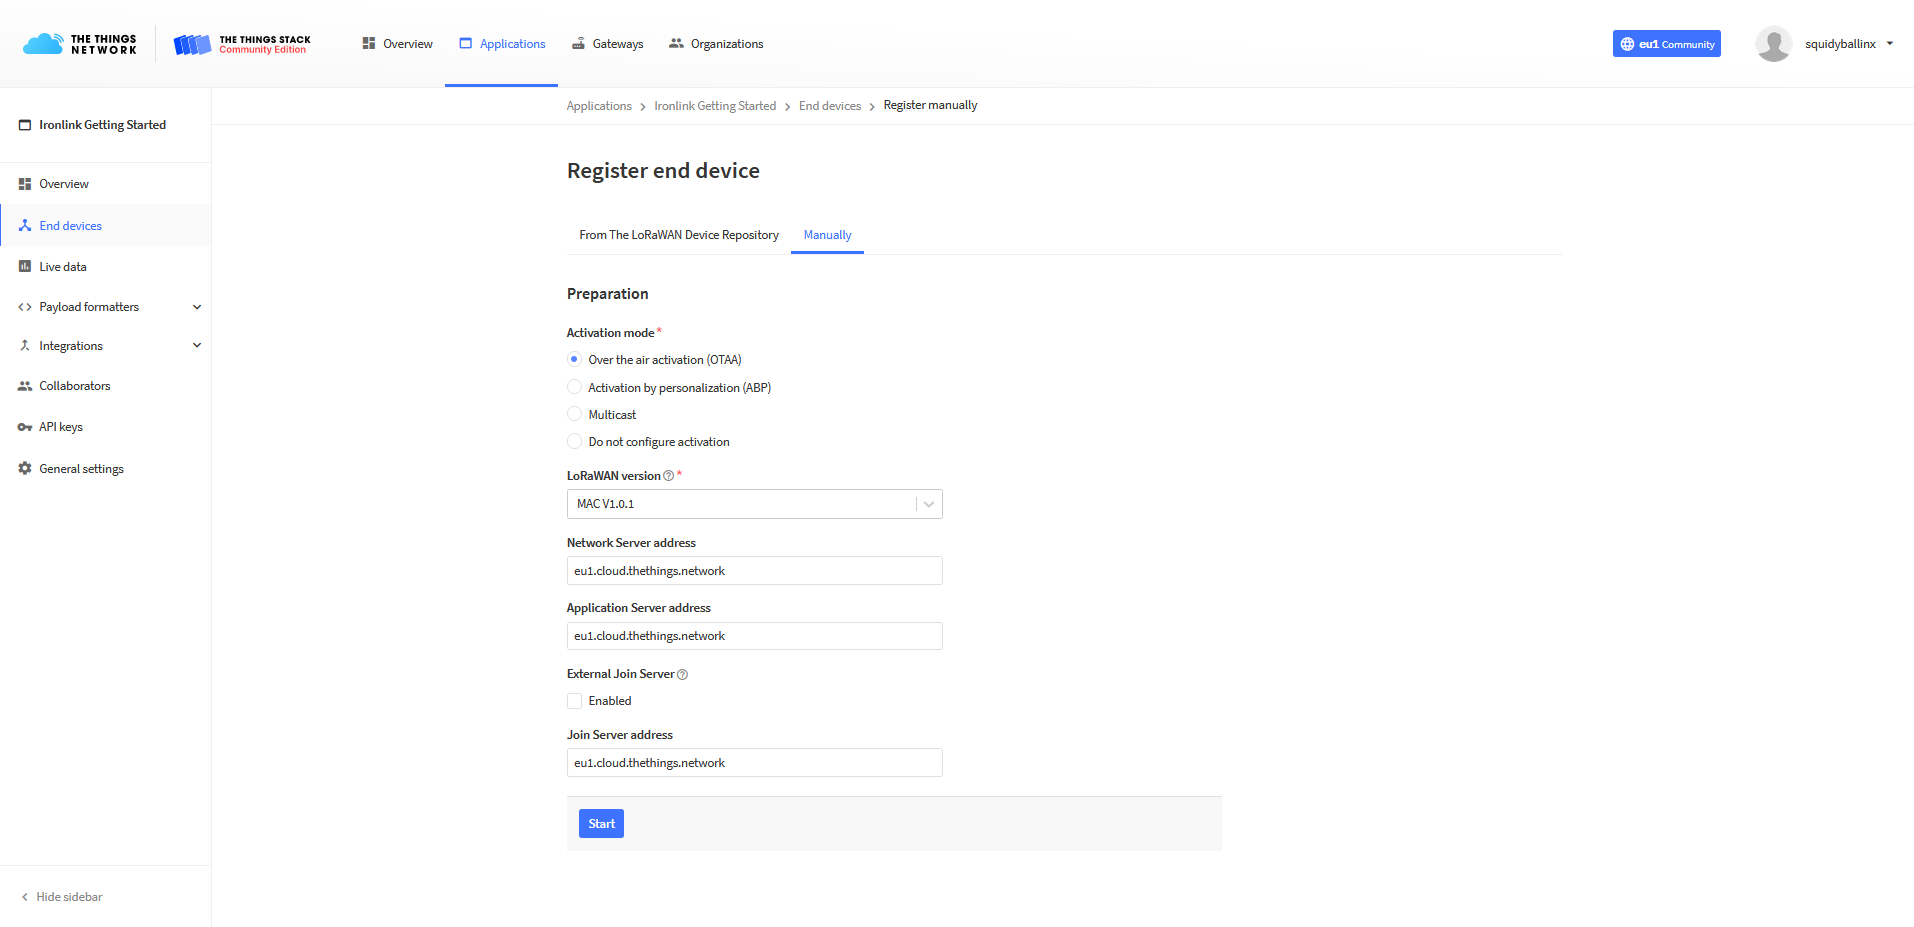 THE THINGS
NETWORK
THE THINGS STACK
Community Edition
Overview
Applications
Gateways
Organizations
eu1 Community
squidyballinx
Ironlink Getting Started
Overview
End devices
Live data
Payload formatters
Integrations
Collaborators
API keys
General settings
Hide sidebar
Applications > Ironlink Getting Started > End devices > Register manually
Register end device
From The LoRaWAN Device Repository
Manually
Preparation
Activation mode *
Over the air activation (OTAA)
Activation by personalization (ABP)
Multicast
Do not configure activation
LoRaWAN version ? *
MAC V1.0.1
Network Server address
eu1.cloud.thethings.network
Application Server address
eu1.cloud.thethings.network
External Join Server ?
Enabled
Join Server address
eu1.cloud.thethings.network
Start